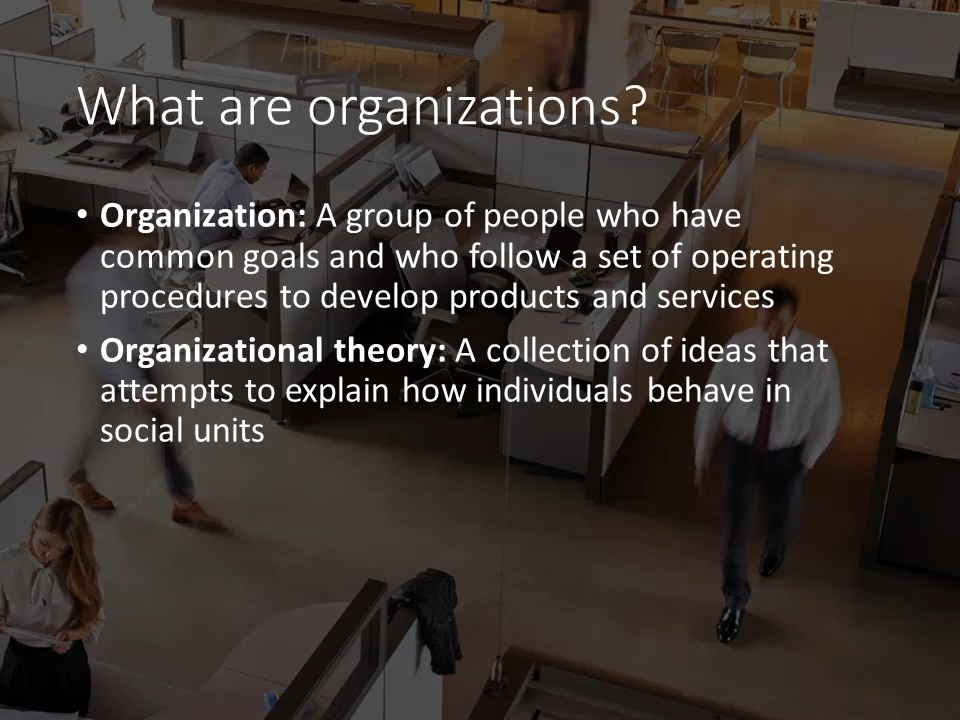 What are organizations?
• Organization: A group of people who have
common goals and who follow a set of operating
procedures to develop products and services
• Organizational theory: A collection of ideas that
attempts to explain how individuals behave in
social units